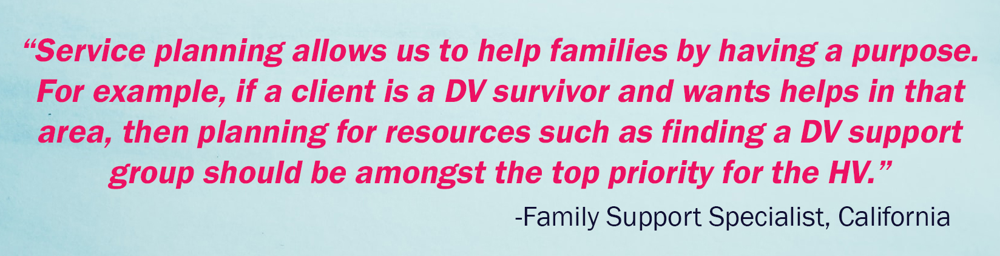 “Service planning allows us to help families by having a purpose.
For example, if a client is a DV survivor and wants helps in that
area, then planning for resources such as finding a DV support
group should be amongst the top priority for the HV.”
-Family Support Specialist, California